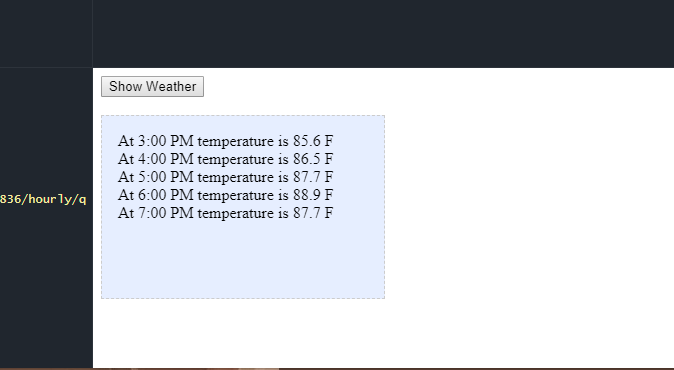 Show Weather
At 3:00 PM temperature is 85.6 F
At 4:00 PM temperature is 86.5 F
At 5:00 PM temperature is 87.7 F
836/hourly/q
At 6:00 PM temperature is 88.9 F
At 7:00 PM temperature is 87.7 F